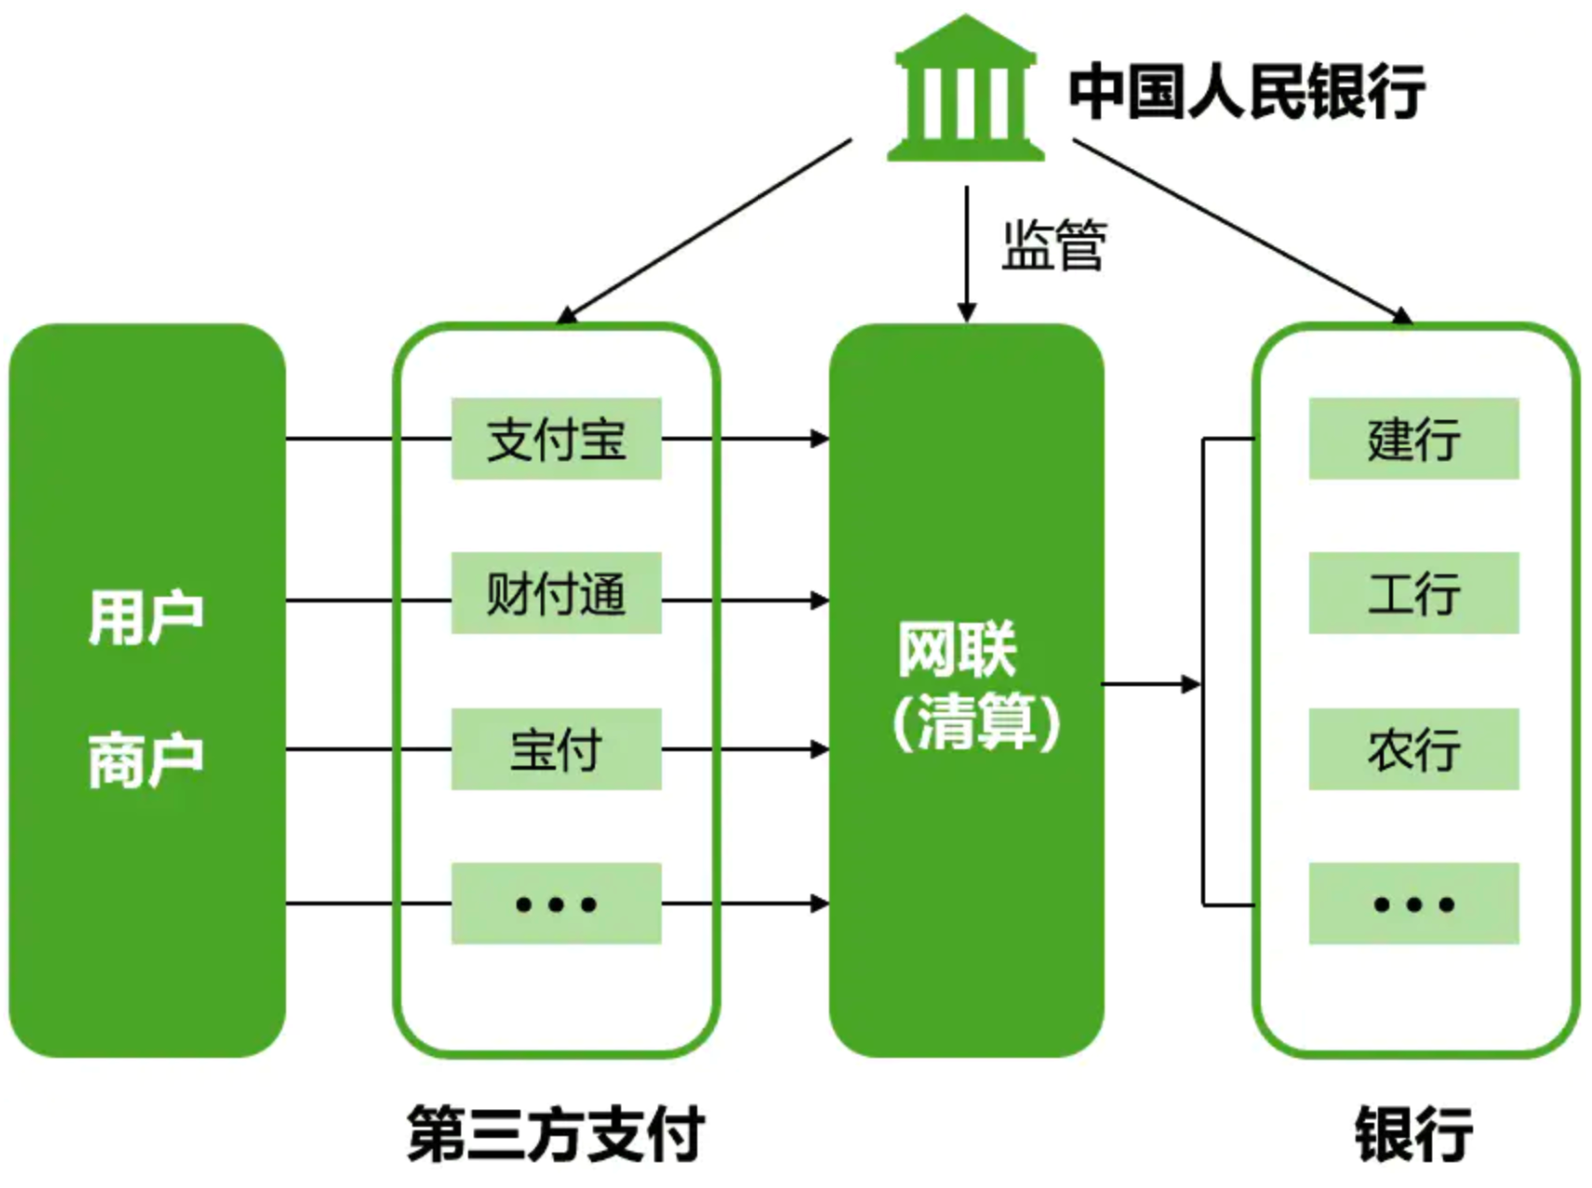 中国人民银行
监管
用户
商户
支付宝
财付通
宝付
•••
第三方支付
网联
(清算)
建行
工行
农行
•••
银行